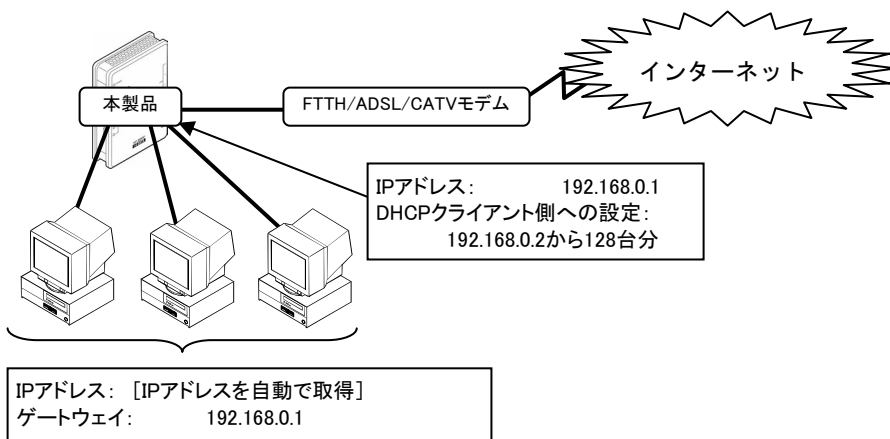 インターネット
本製品
FTTH/ADSL/CATVモデム
IPアドレス: 192.168.0.1
DHCPクライアント側への設定:
192.168.0.2から128台分
IPアドレス: [IPアドレスを自動で取得]
ゲートウェイ: 192.168.0.1